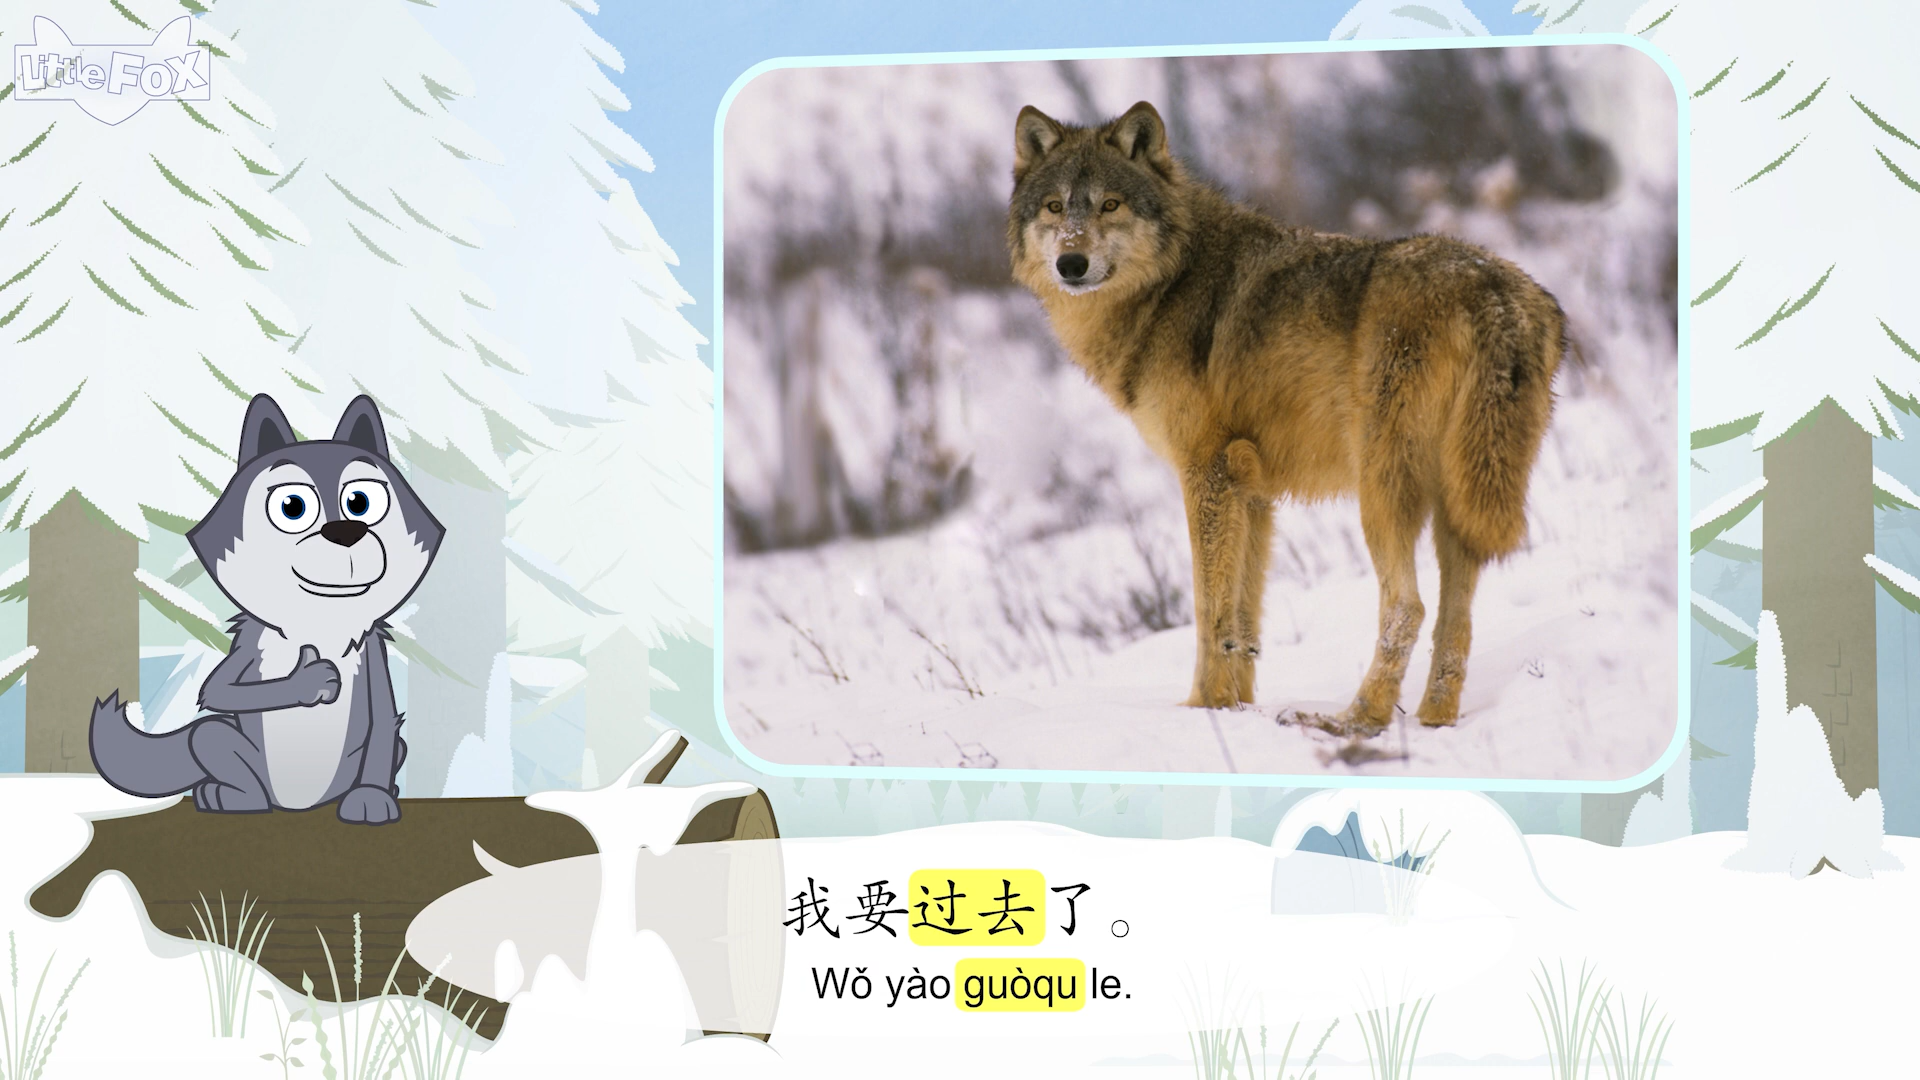 Little Fox
我要过去了。
Wǒ yào guòqu le.